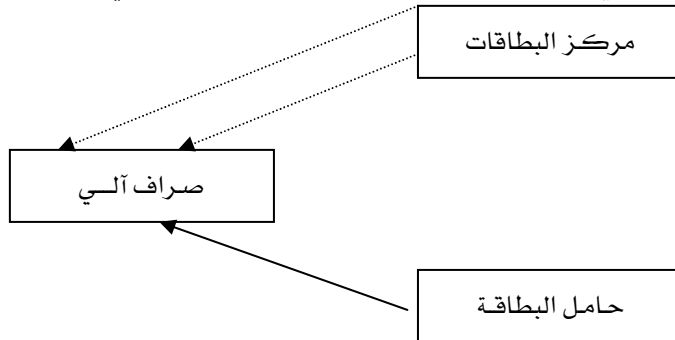 مركز البطاقات
صراف آلي
حامل البطاقة